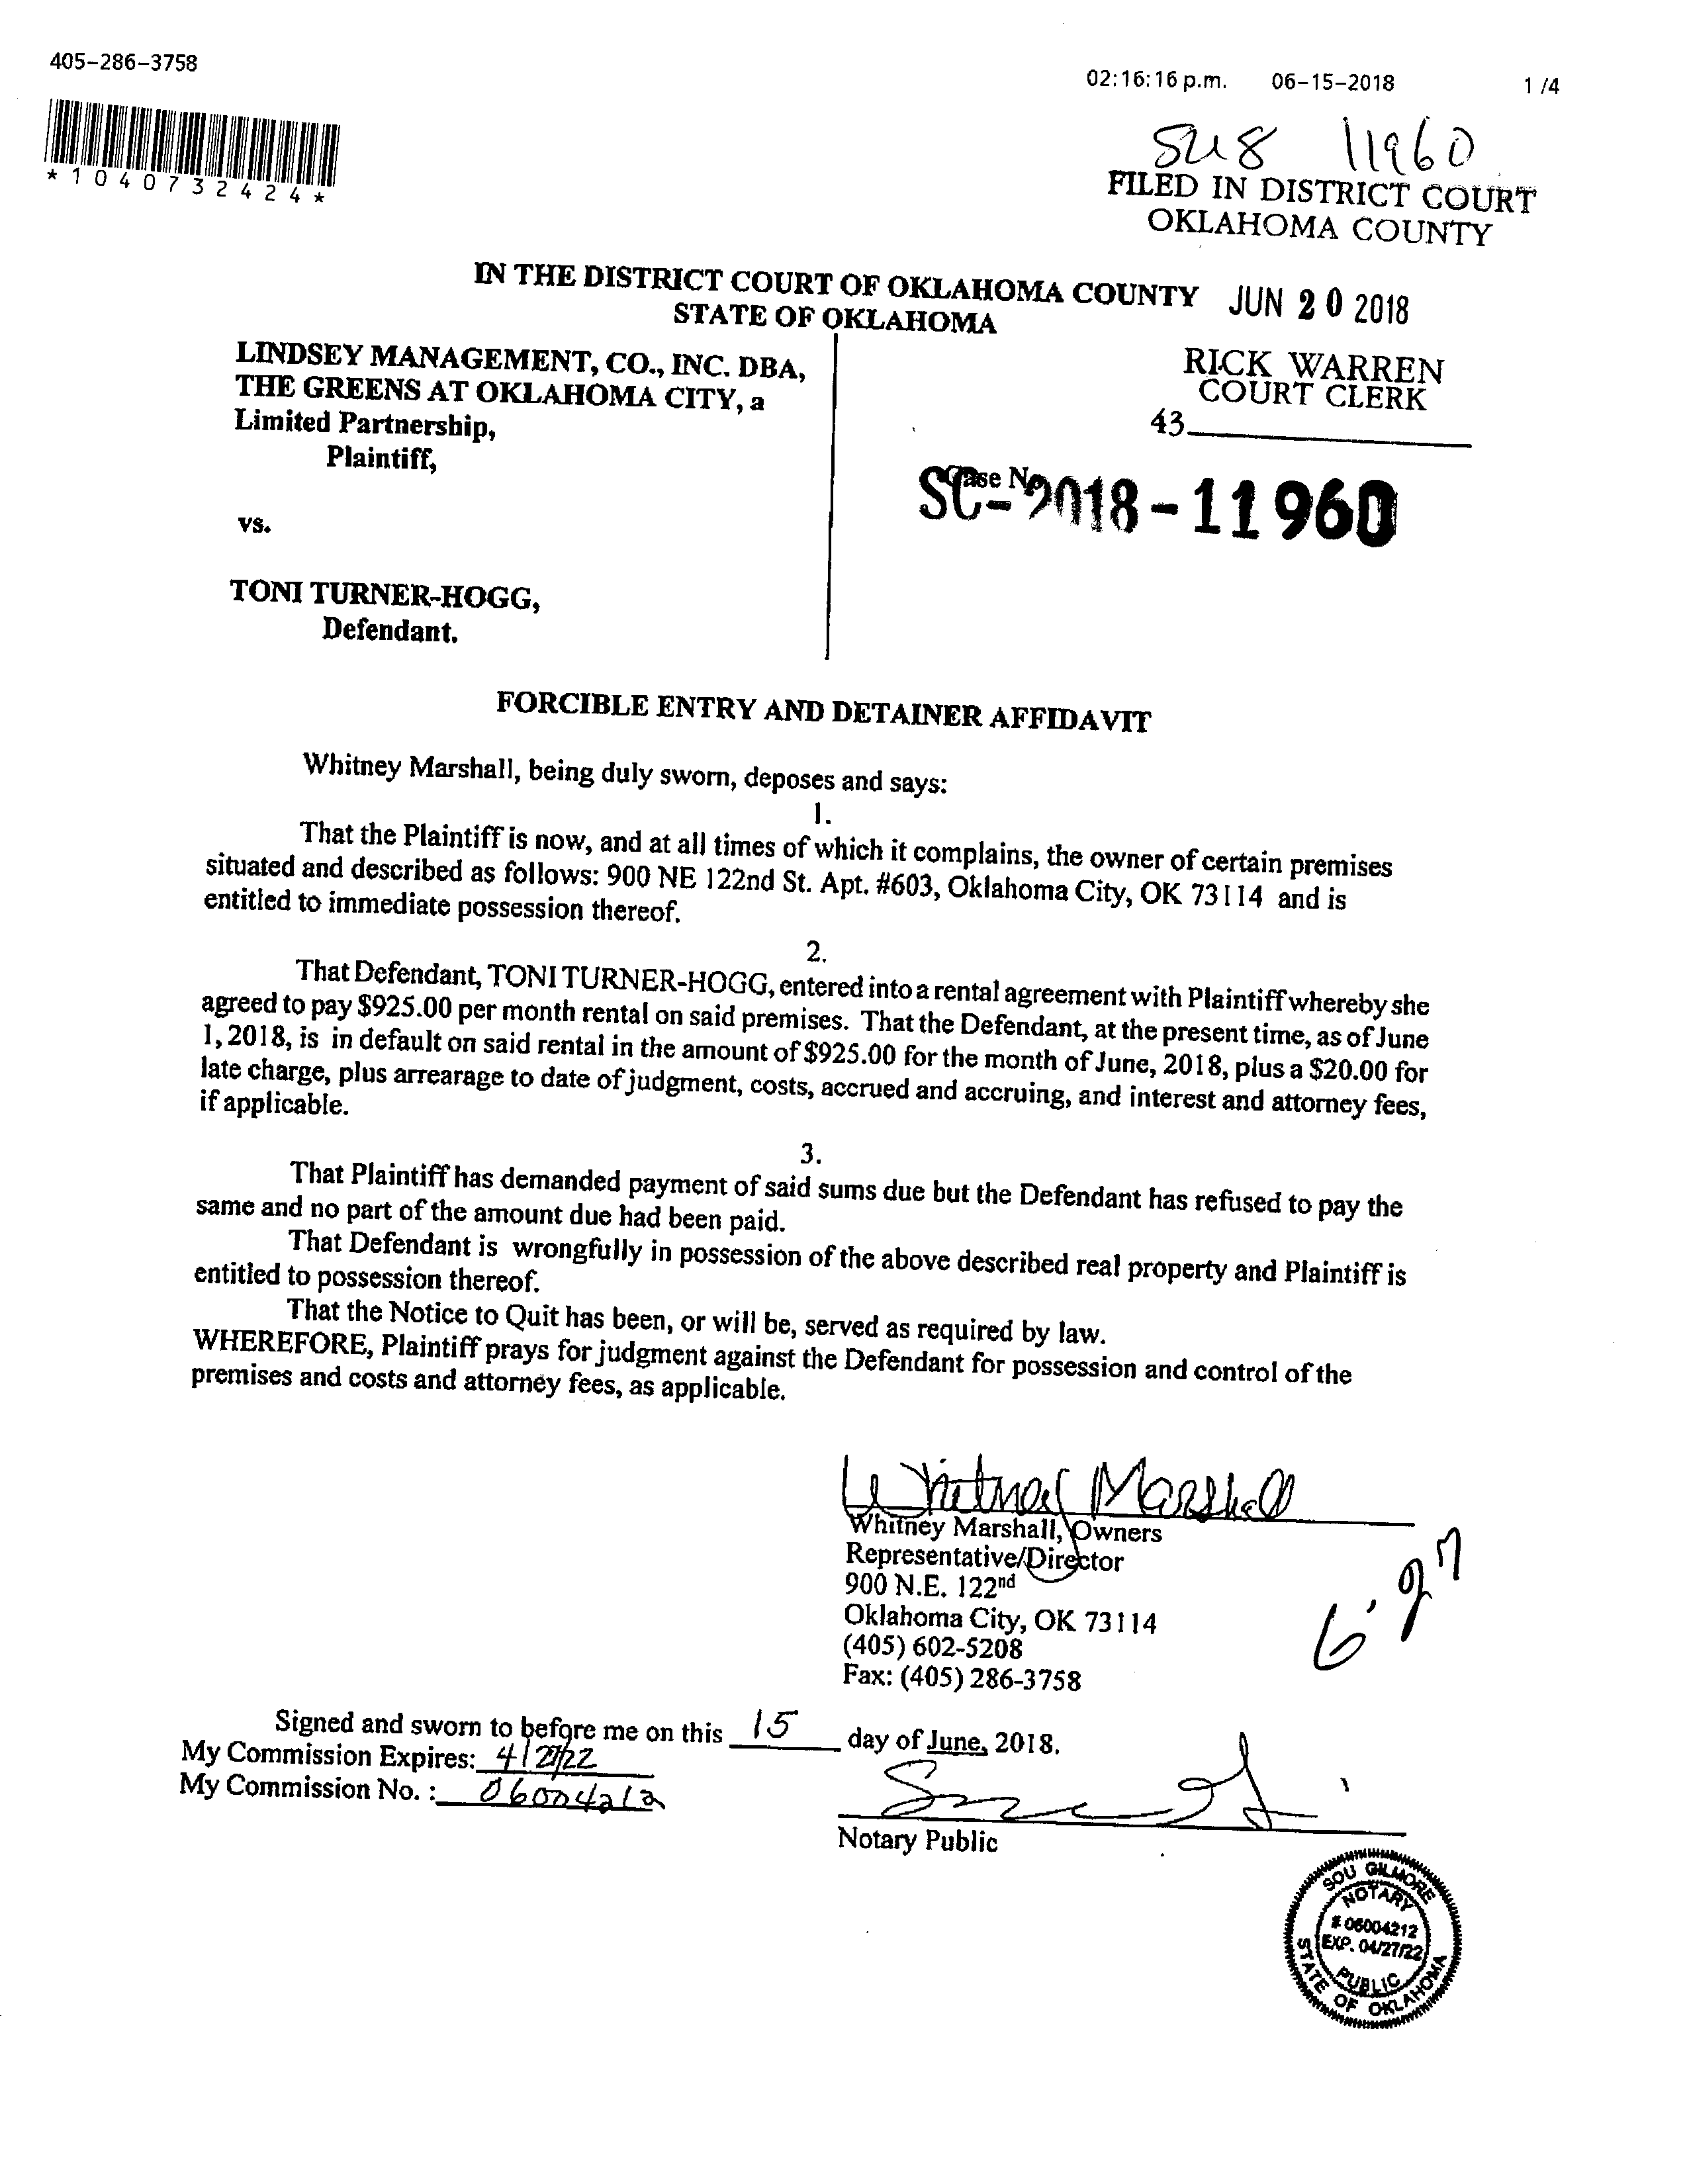 405-286-3758
02:16:16 p.m. 06-15-2018 1/4
*1040732424*
11960
FILED IN DISTRICT COURT
OKLAHOMA COUNTY
IN THE DISTRICT COURT OF OKLAHOMA COUNTY
STATE OF OKLAHOMA
JUN 20 2018
LINDSEY MANAGEMENT, CO., INC. DBA,
THE GREENS AT OKLAHOMA CITY, a
Limited Partnership,
Plaintiff,
RICK WARREN
COURT CLERK
43
Case No
SC-2018-11960
vs.
TONI TURNER-HOGG,
Defendant.
FORCIBLE ENTRY AND DETAINER AFFIDAVIT
Whitney Marshall, being duly sworn, deposes and says:
1.
That the Plaintiff is now, and at all times of which it complains, the owner of certain premises
situated and described as follows: 900 NE 122nd St. Apt. #603, Oklahoma City, OK 73114 and is
entitled to immediate possession thereof.
2.
That Defendant, TONI TURNER-HOGG, entered into a rental agreement with Plaintiff whereby she
agreed to pay $925.00 per month rental on said premises. That the Defendant, at the present time, as of June
1, 2018, is in default on said rental in the amount of $925.00 for the month of June, 2018, plus a $20.00 for
late charge, plus arrearage to date of judgment, costs, accrued and accruing, and interest and attorney fees,
if applicable.
3.
That Plaintiff has demanded payment of said sums due but the Defendant has refused to pay the
same and no part of the amount due had been paid.
That Defendant is wrongfully in possession of the above described real property and Plaintiff is
entitled to possession thereof.
That the Notice to Quit has been, or will be, served as required by law.
WHEREFORE, Plaintiff prays for judgment against the Defendant for possession and control of the
premises and costs and attorney fees, as applicable.
Whitney Marshall
Whitney Marshall, Owners
Representative/Director
900 N.E. 122nd
Oklahoma City, OK 73114
(405) 602-5208
Fax: (405) 286-3758
6.27
Signed and sworn to before me on this 15 day of June, 2018.
My Commission Expires: 4/27/22
My Commission No. : 06004212
Notary Public
SOU GILMORE
NOTARY
# 06004212
EXP. 04/27/22
PUBLIC
STATE OF OKLAHOMA